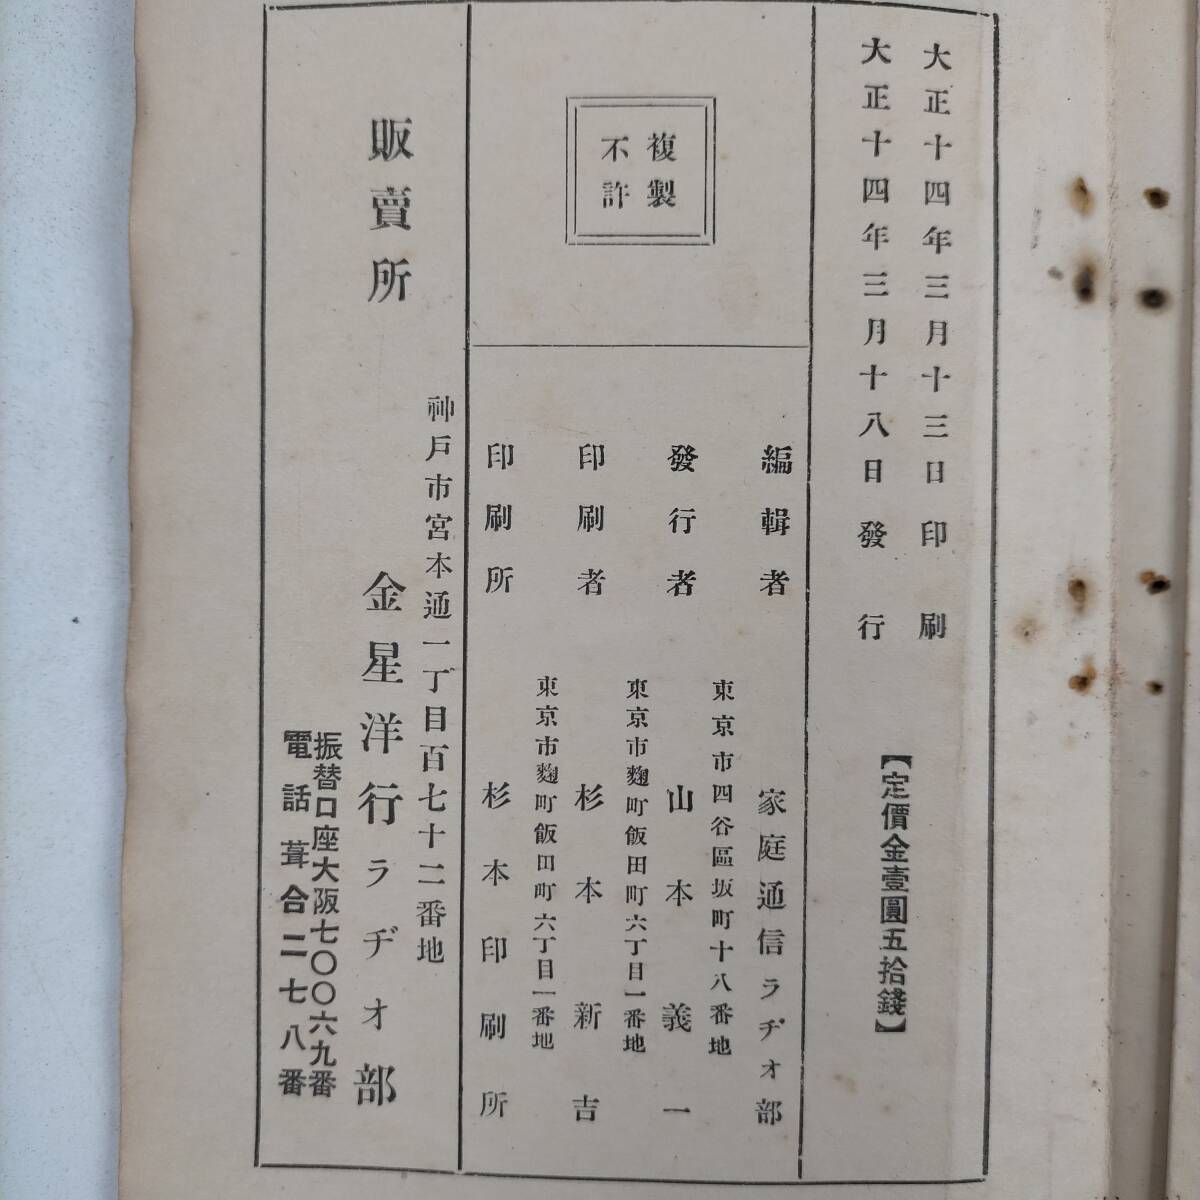 大正十四年三月十三日印刷
大正十四年三月十八日發行
【定價金壹圓五拾錢】
複製
不許
編輯者 家庭通信ラヂオ部
東京市四谷區坂町十八番地
發行者 山本義一
東京市麴町飯田町六丁目一番地
印刷者 杉本新吉
東京市麴町飯田町六丁目一番地
印刷所 杉本印刷所
神戶市宮本通一丁目百七十二番地
販賣所 金星洋行ラヂオ部
振替口座大阪七〇〇六九番
電話葺合二七八番